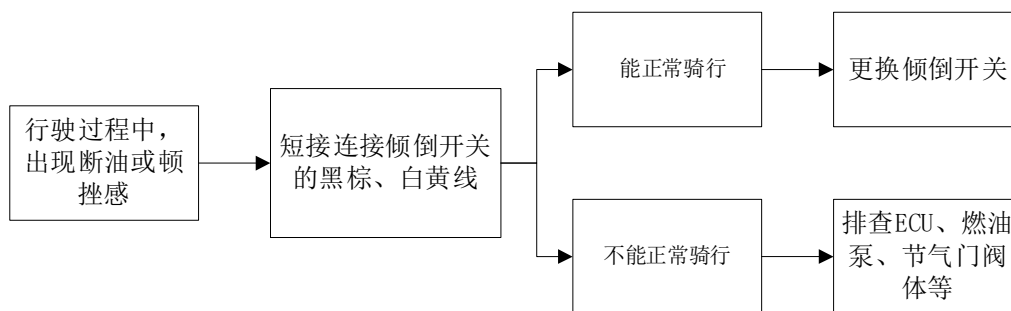 行驶过程中，
出现断油或顿
挫感
短接连接倾倒开关
的黑棕、白黄线
能正常骑行
更换倾倒开关
不能正常骑行
排查ECU、燃油
泵、节气门阀
体等